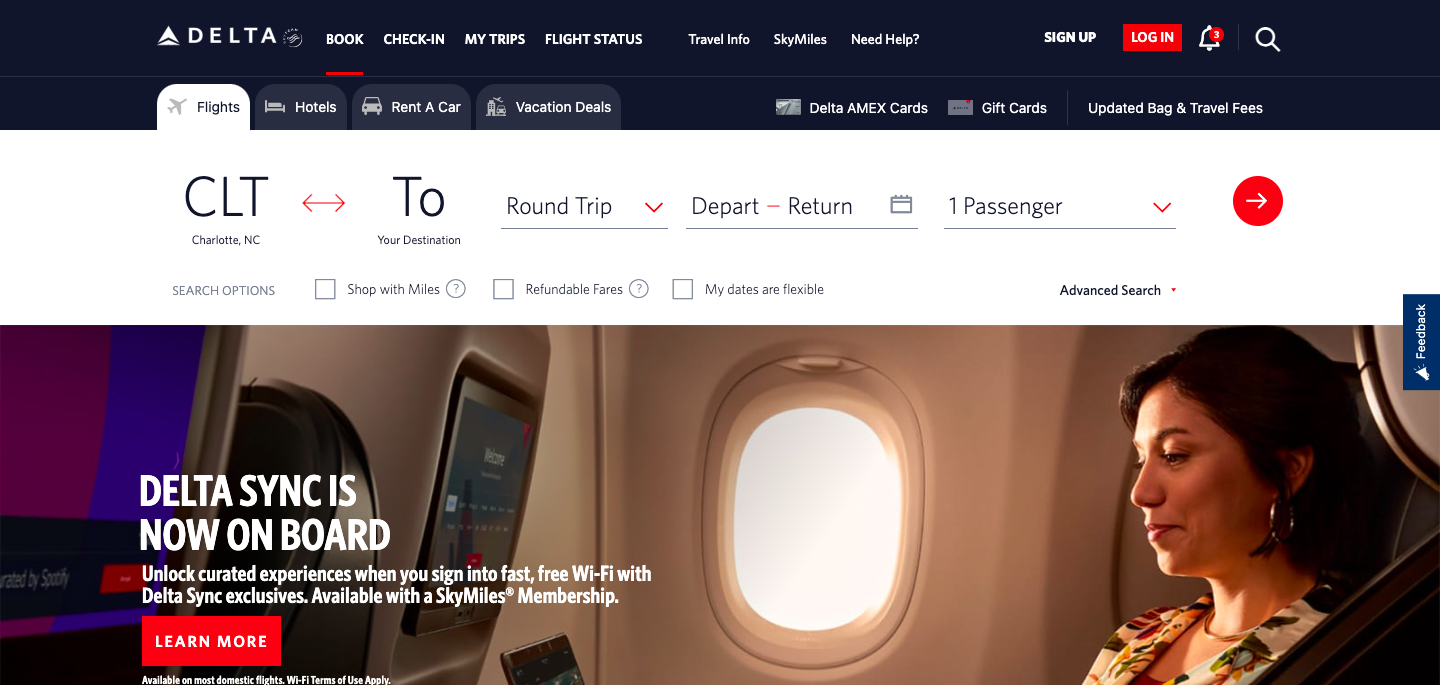 DELTA
BOOK
CHECK-IN
MY TRIPS
FLIGHT STATUS
Travel Info
SkyMiles
Need Help?
SIGN UP
LOG IN
3
Flights
Hotels
Rent A Car
Vacation Deals
Delta AMEX Cards
Gift Cards
Updated Bag & Travel Fees
CLT
Charlotte, NC
To
Your Destination
Round Trip
Depart – Return
1 Passenger
SEARCH OPTIONS
Shop with Miles ?
Refundable Fares ?
My dates are flexible
Advanced Search
Feedback
Welcome
DELTA SYNC IS
NOW ON BOARD
Unlock curated experiences when you sign into fast, free Wi-Fi with
Delta Sync exclusives. Available with a SkyMiles® Membership.
by Spotify
LEARN MORE
Available on most domestic flights. Wi-Fi Terms of Use Apply.